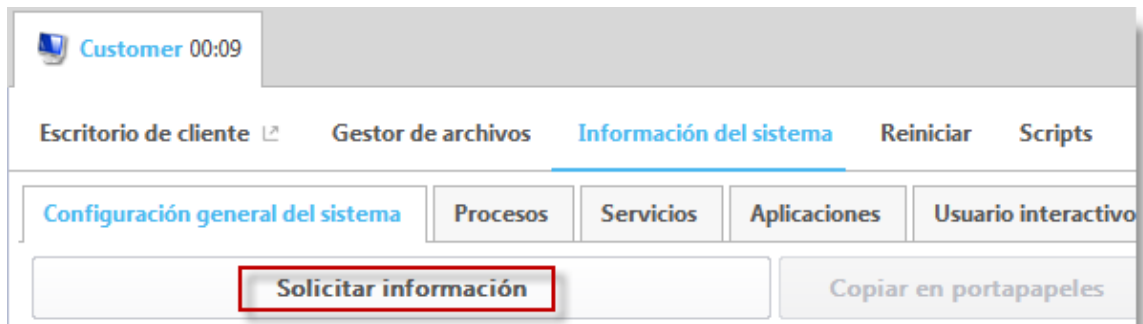 Customer 00:09
Escritorio de cliente Gestor de archivos Información del sistema Reiniciar Scripts
Configuración general del sistema Procesos Servicios Aplicaciones Usuario interactivo
Solicitar información Copiar en portapapeles